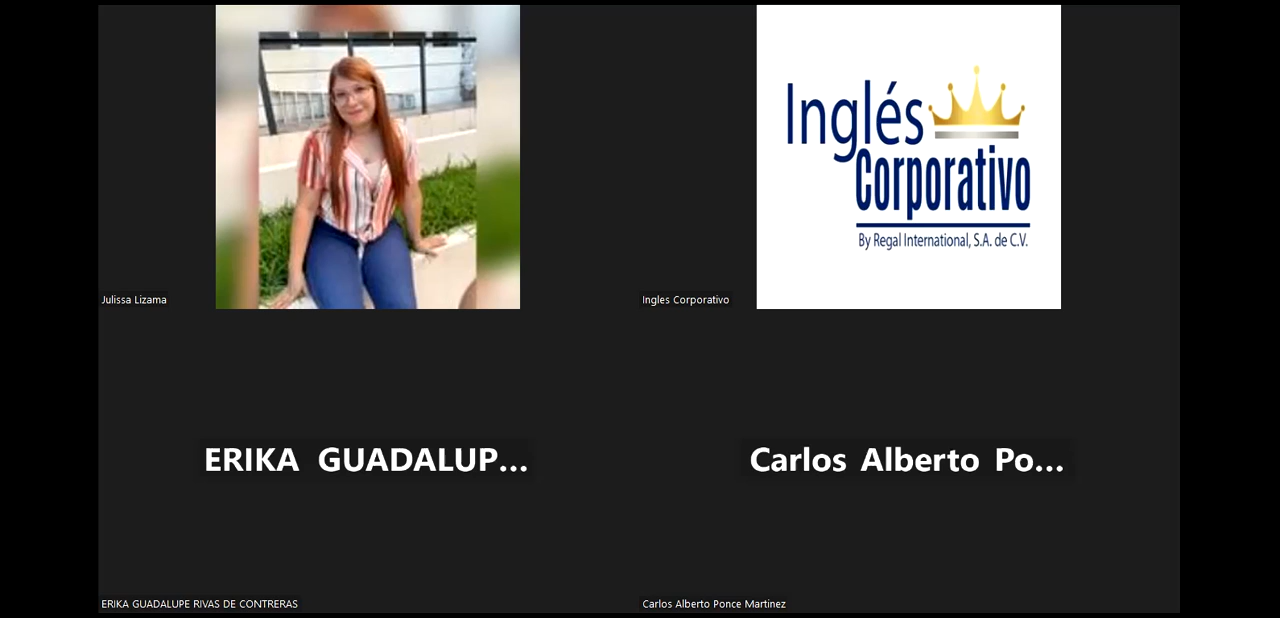 Julissa Lizama
Inglés
Corporativo
By Regal International, S.A. de C.V.
Ingles Corporativo
ERIKA GUADALUP...
Carlos Alberto Po...
ERIKA GUADALUPE RIVAS DE CONTRERAS
Carlos Alberto Ponce Martinez